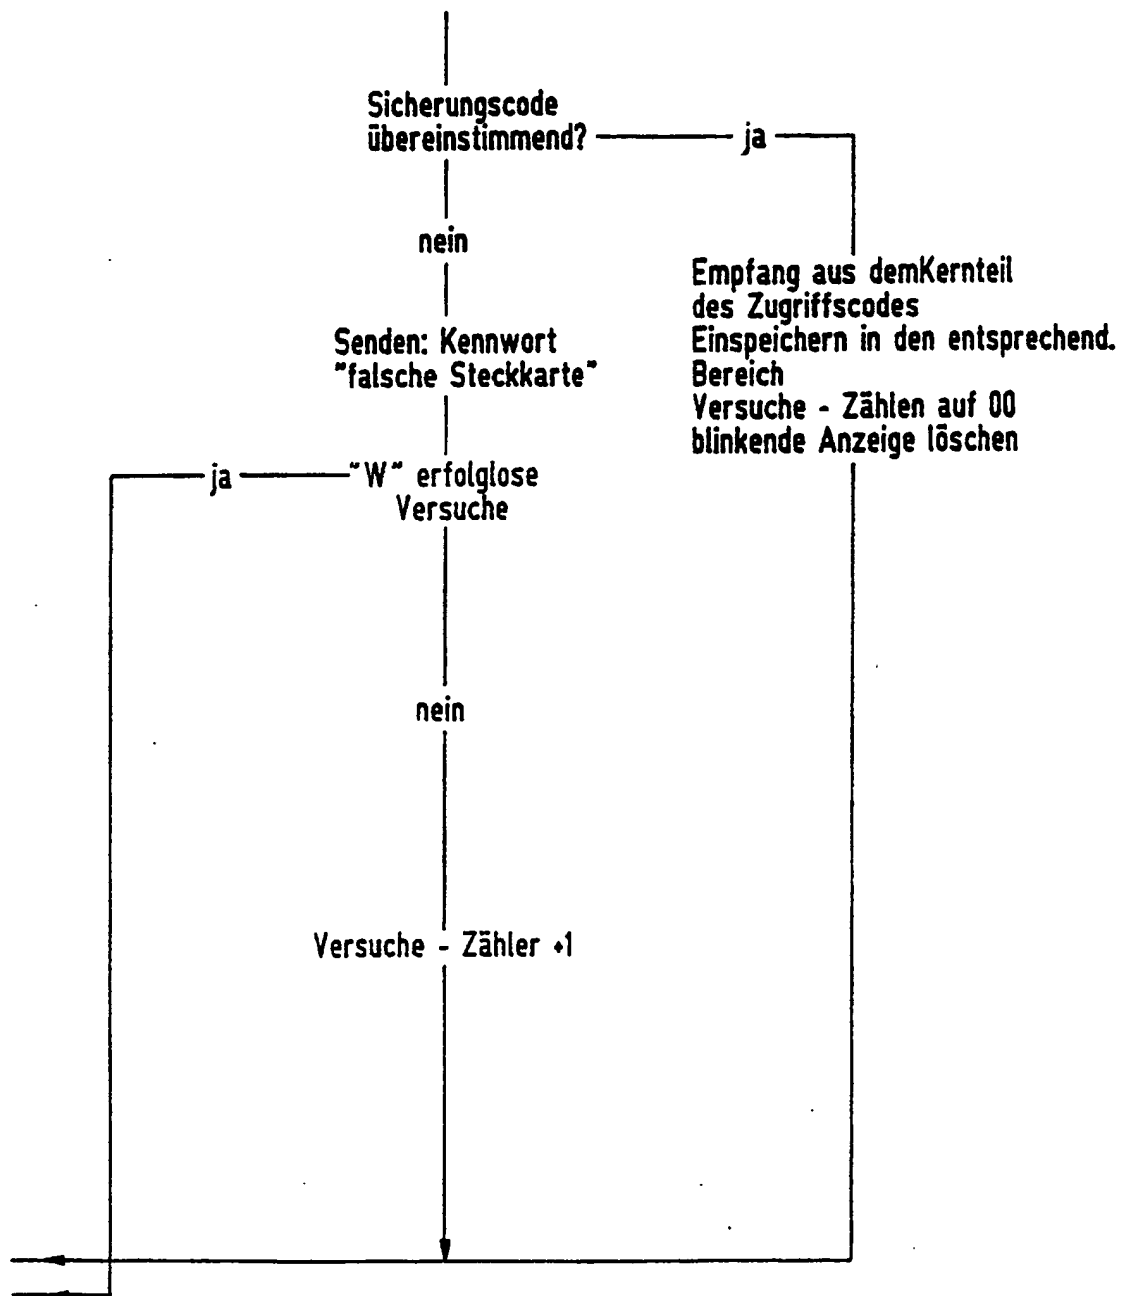 Sicherungscode
übereinstimmend?
ja
nein
Empfang aus demKernteil
des Zugriffscodes
Einspeichern in den entsprechend.
Bereich
Versuche - Zählen auf 00
blinkende Anzeige löschen
Senden: Kennwort
"falsche Steckkarte"
ja
"W" erfolglose
Versuche
nein
Versuche - Zähler +1